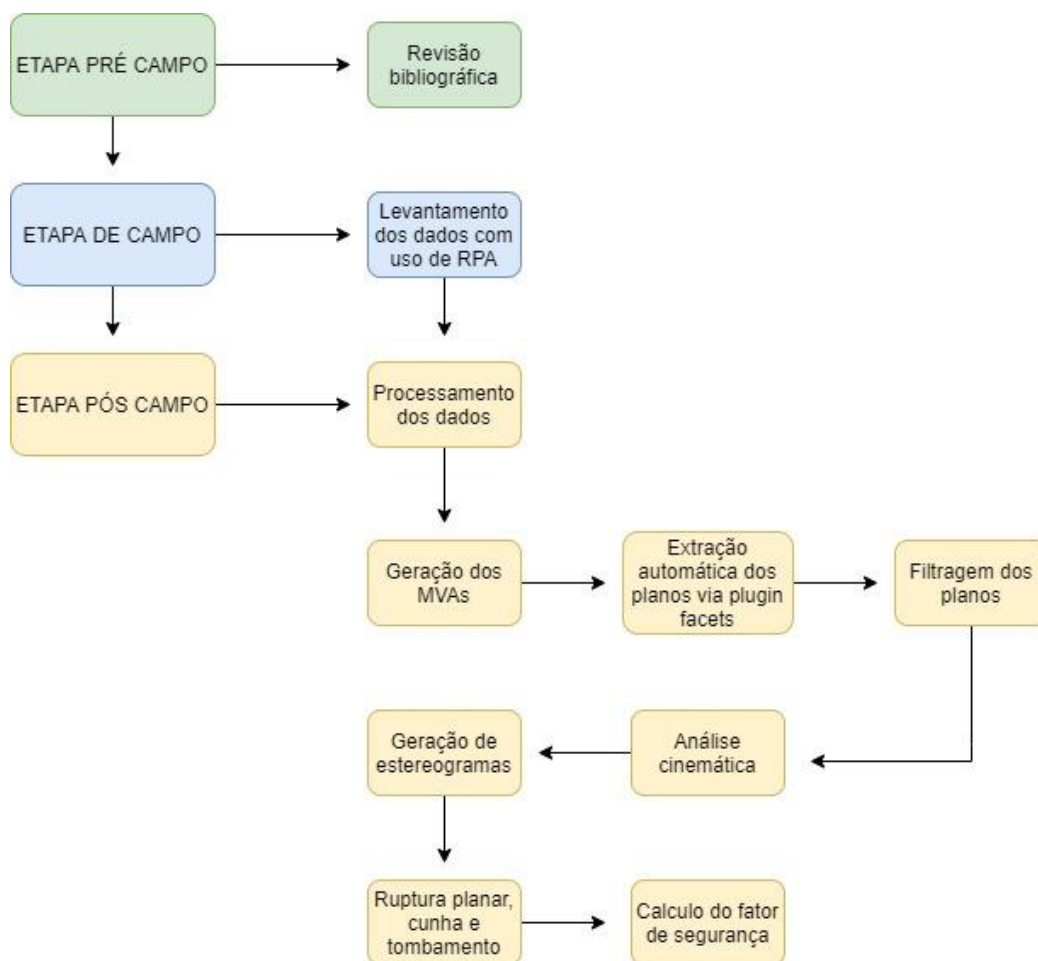 ETAPA PRÉ CAMPO
Revisão
bibliográfica
ETAPA DE CAMPO
Levantamento
dos dados com
uso de RPA
ETAPA PÓS CAMPO
Processamento
dos dados
Geração dos
MVAs
Extração
automática dos
planos via plugin
facets
Filtragem dos
planos
Geração de
estereogramas
Análise
cinemática
Ruptura planar,
cunha e
tombamento
Calculo do fator
de segurança